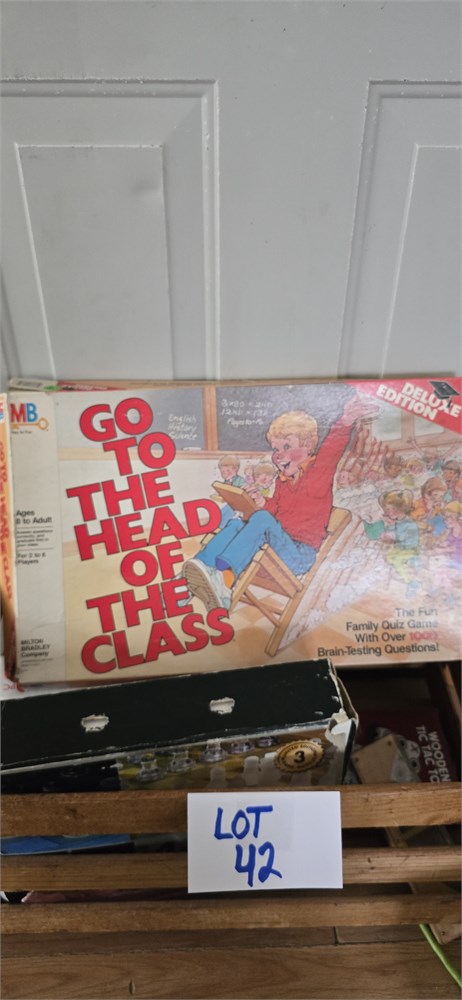 MB
DELUXE
EDITION
English
History
Science
GO
TO
THE
HEAD
OF
THE
CLASS
Ages
8 to Adult
For 2 to 6
Players
MILTON
BRADLEY
Company
The Fun
Family Quiz Game
With Over 1000
Brain-Testing Questions!
3
WOODEN
TIC TAC TO
LOT
42